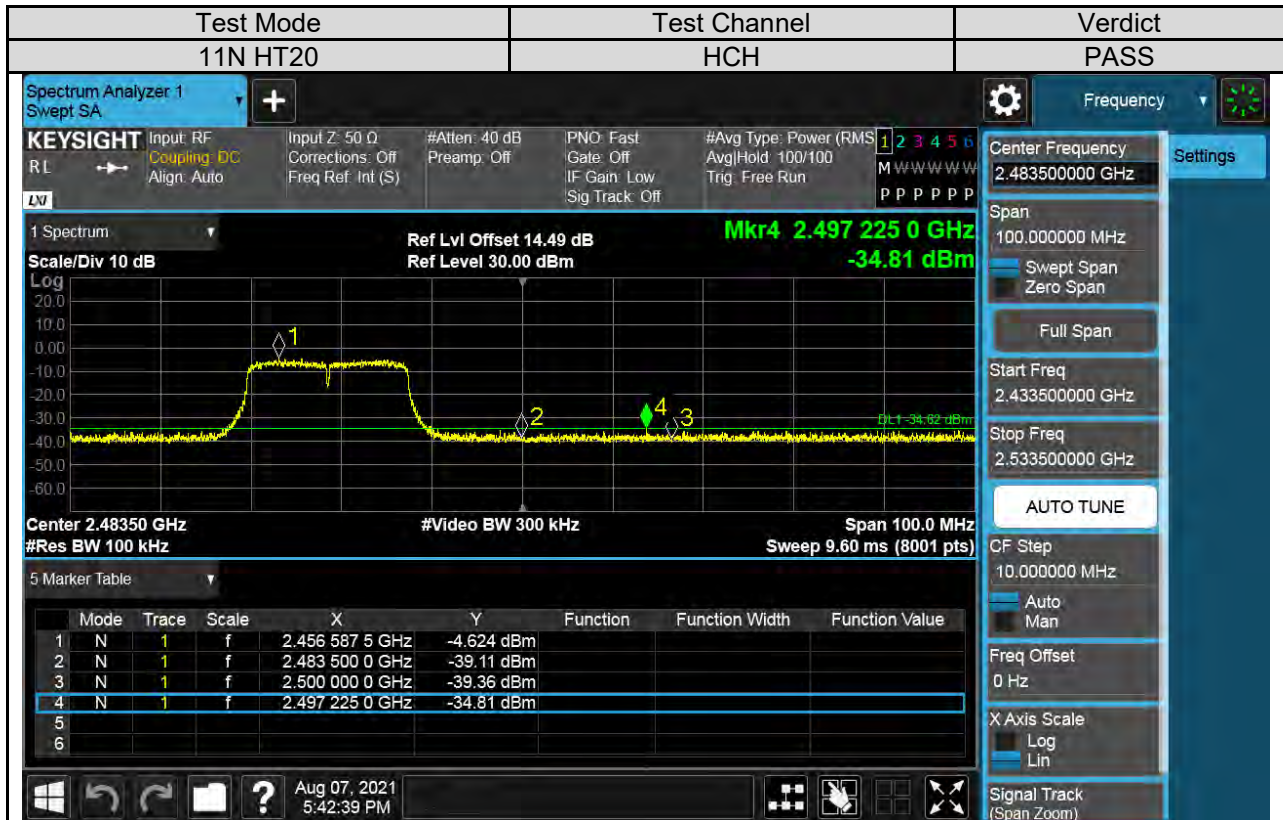 Test Mode Test Channel Verdict
11N HT20 HCH PASS
Spectrum Analyzer 1
Swept SA
+
Frequency
KEYSIGHT
RL
LXI
Input: RF
Coupling: DC
Align: Auto
Input Z: 50 Ω
Corrections: Off
Freq Ref: Int (S)
#Atten: 40 dB
Preamp: Off
PNO: Fast
Gate: Off
IF Gain: Low
Sig Track: Off
#Avg Type: Power (RMS
Avg|Hold: 100/100
Trig: Free Run
1 2 3 4 5 6
M W W W W W
P P P P P P
1 Spectrum
Scale/Div 10 dB
Ref Lvl Offset 14.49 dB
Ref Level 30.00 dBm
Mkr4 2.497 225 0 GHz
-34.81 dBm
Log
20.0
10.0
0.00
-10.0
-20.0
-30.0
-40.0
-50.0
-60.0
1
2
4
3
DL1 -34.62 dBm
Center 2.48350 GHz
#Res BW 100 kHz
#Video BW 300 kHz
Span 100.0 MHz
Sweep 9.60 ms (8001 pts)
5 Marker Table
Mode Trace Scale X Y Function Function Width Function Value
1 N 1 f 2.456 587 5 GHz -4.624 dBm
2 N 1 f 2.483 500 0 GHz -39.11 dBm
3 N 1 f 2.500 000 0 GHz -39.36 dBm
4 N 1 f 2.497 225 0 GHz -34.81 dBm
5
6
?
Aug 07, 2021
5:42:39 PM
Center Frequency
2.483500000 GHz
Settings
Span
100.000000 MHz
Swept Span
Zero Span
Full Span
Start Freq
2.433500000 GHz
Stop Freq
2.533500000 GHz
AUTO TUNE
CF Step
10.000000 MHz
Auto
Man
Freq Offset
0 Hz
X Axis Scale
Log
Lin
Signal Track
(Span Zoom)